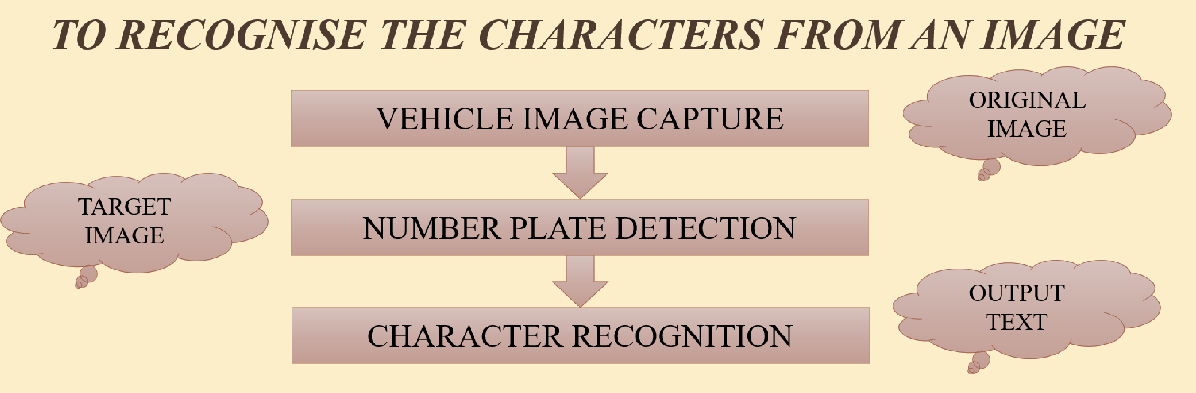 TO RECOGNISE THE CHARACTERS FROM AN IMAGE
VEHICLE IMAGE CAPTURE
ORIGINAL
IMAGE
TARGET
IMAGE
NUMBER PLATE DETECTION
CHARACTER RECOGNITION
OUTPUT
TEXT